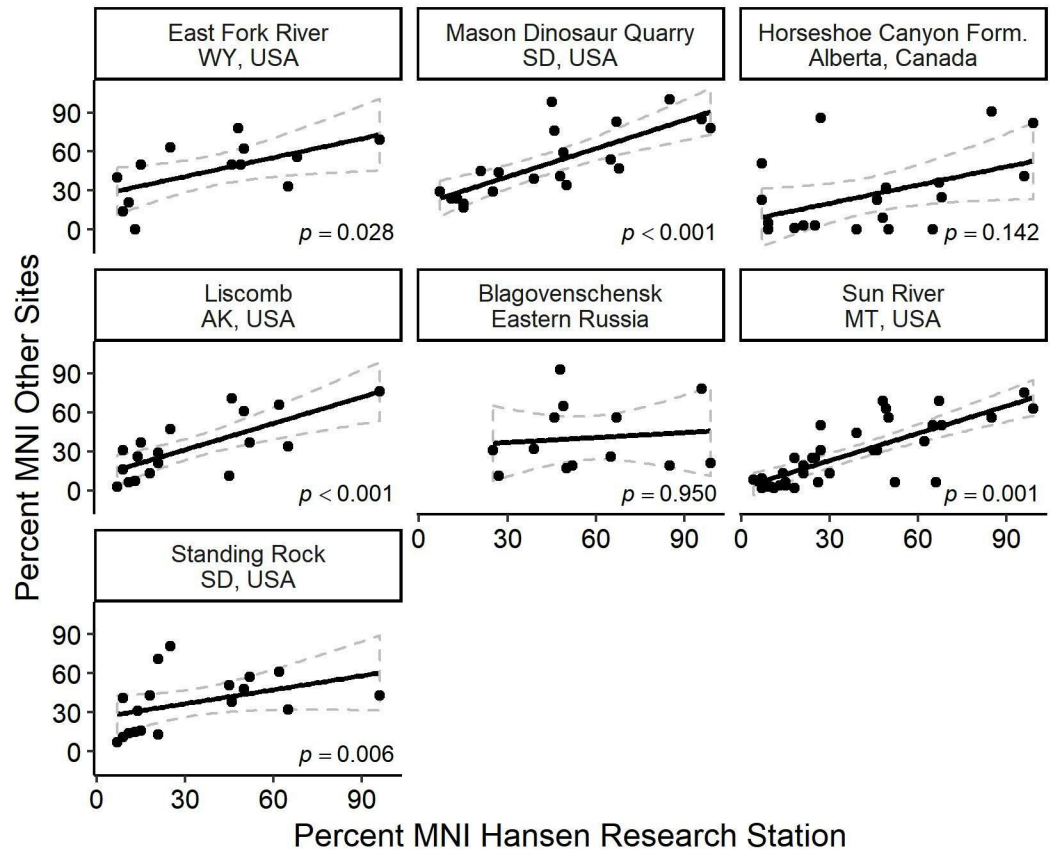 East Fork River
WY, USA
Mason Dinosaur Quarry
SD, USA
Horseshoe Canyon Form.
Alberta, Canada
90
60
30
0
p = 0.028
p < 0.001
p = 0.142
Liscomb
AK, USA
Blagovenschensk
Eastern Russia
Sun River
MT, USA
90
60
30
0
p < 0.001
p = 0.950
p = 0.001
0
30
60
90
0
30
60
90
Standing Rock
SD, USA
90
60
30
0
p = 0.006
0
30
60
90
Percent MNI Other Sites
Percent MNI Hansen Research Station